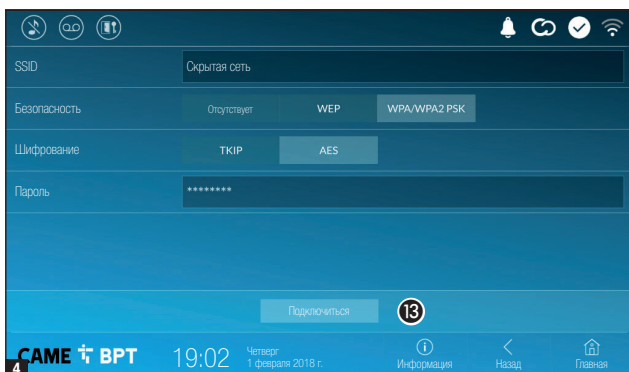 SSID Скрытая сеть
Безопасность Отсутствует WEP WPA/WPA2 PSK
Шифрование TKIP AES
Пароль ********
Подключиться 13
CAME BPT 19:02 Четверг
1 февраля 2018 г.
Информация Назад Главная
4